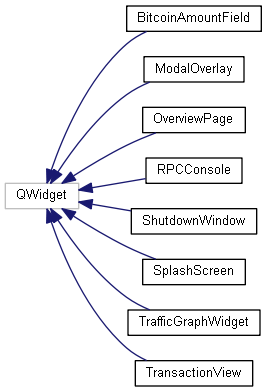 BitcoinAmountField
ModalOverlay
OverviewPage
RPCConsole
QWidget
ShutdownWindow
SplashScreen
TrafficGraphWidget
TransactionView